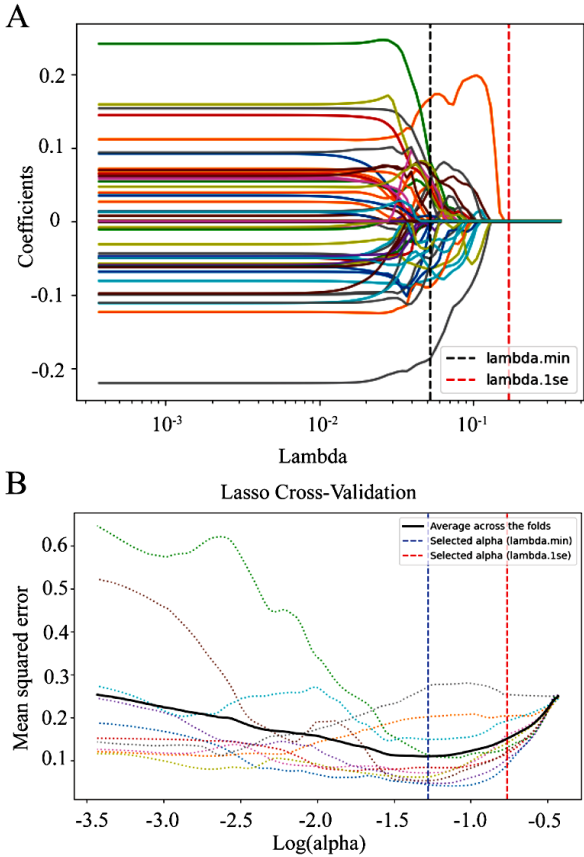 A
Coefficients
0.2
0.1
0
-0.1
-0.2
lambda.min
lambda.1se
10-3
10-2
10-1
Lambda
B
Lasso Cross-Validation
Mean squared error
0.6
0.5
0.4
0.3
0.2
0.1
Average across the folds
Selected alpha (lambda.min)
Selected alpha (lambda.1se)
-3.5
-3.0
-2.5
-2.0
-1.5
-1.0
-0.5
Log(alpha)